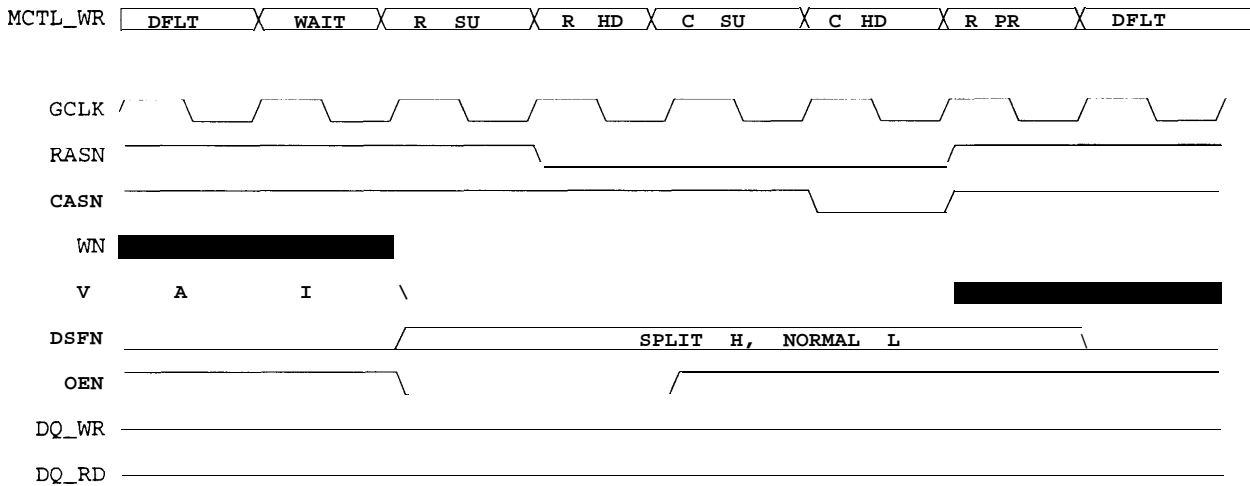 MCTL_WR DFLT WAIT R SU R HD C SU C HD R PR DFLT
GCLK
RASN
CASN
WN
V A I \
DSFN SPLIT H, NORMAL L
OEN
DQ_WR
DQ_RD